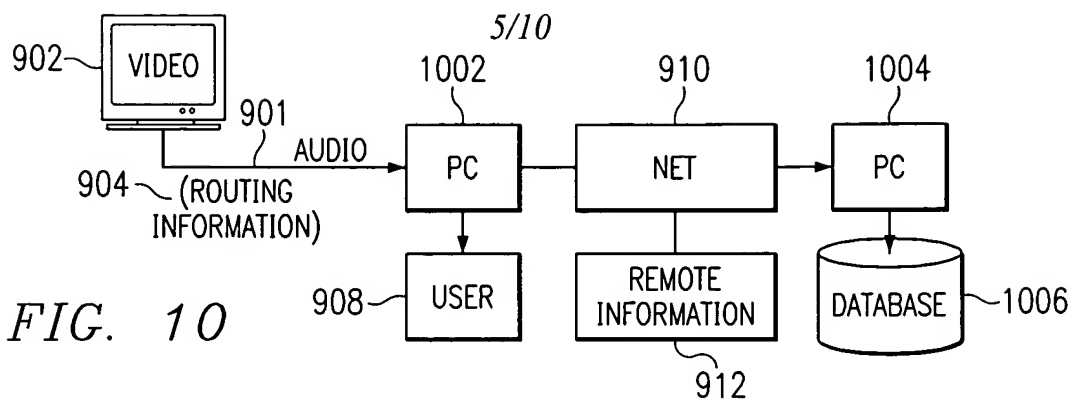 5/10
902
VIDEO
901
AUDIO
904
(ROUTING
INFORMATION)
1002
PC
910
NET
1004
PC
908
USER
REMOTE
INFORMATION
912
DATABASE
1006
FIG. 10